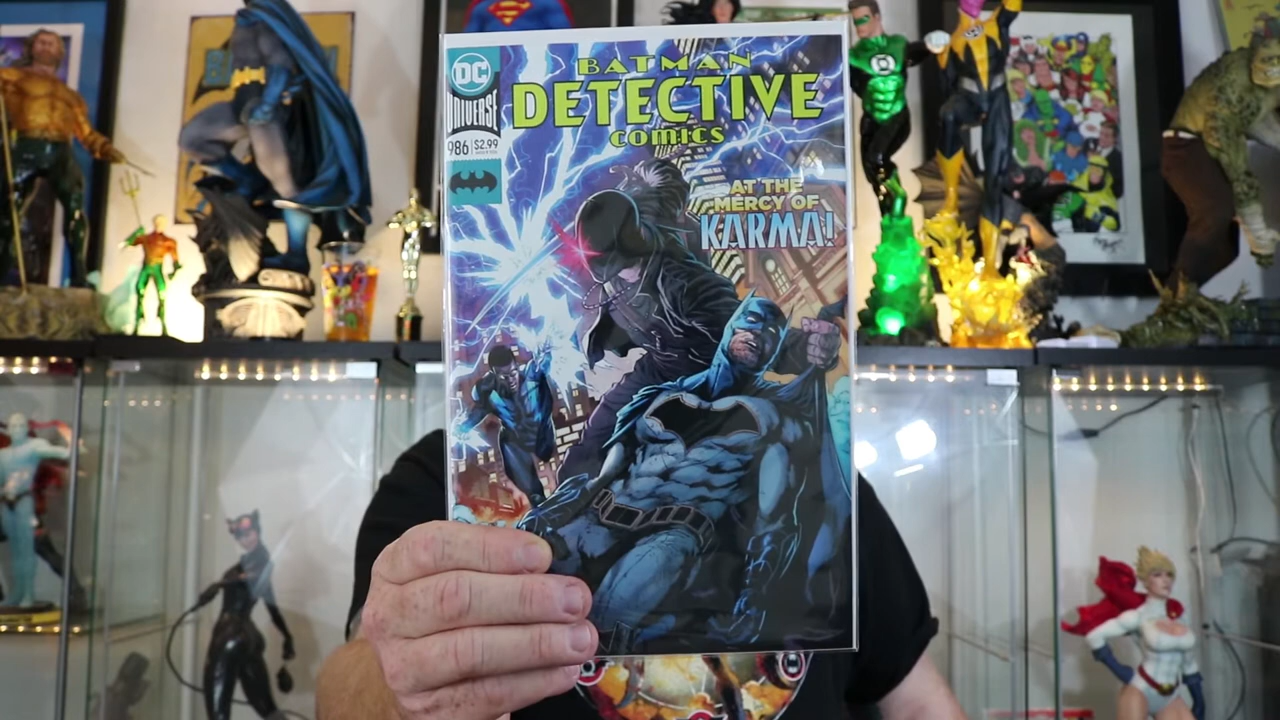 DC
UNIVERSE
986 $2.99
BATMAN
DETECTIVE
COMICS
AT THE
MERCY OF
KARMA!